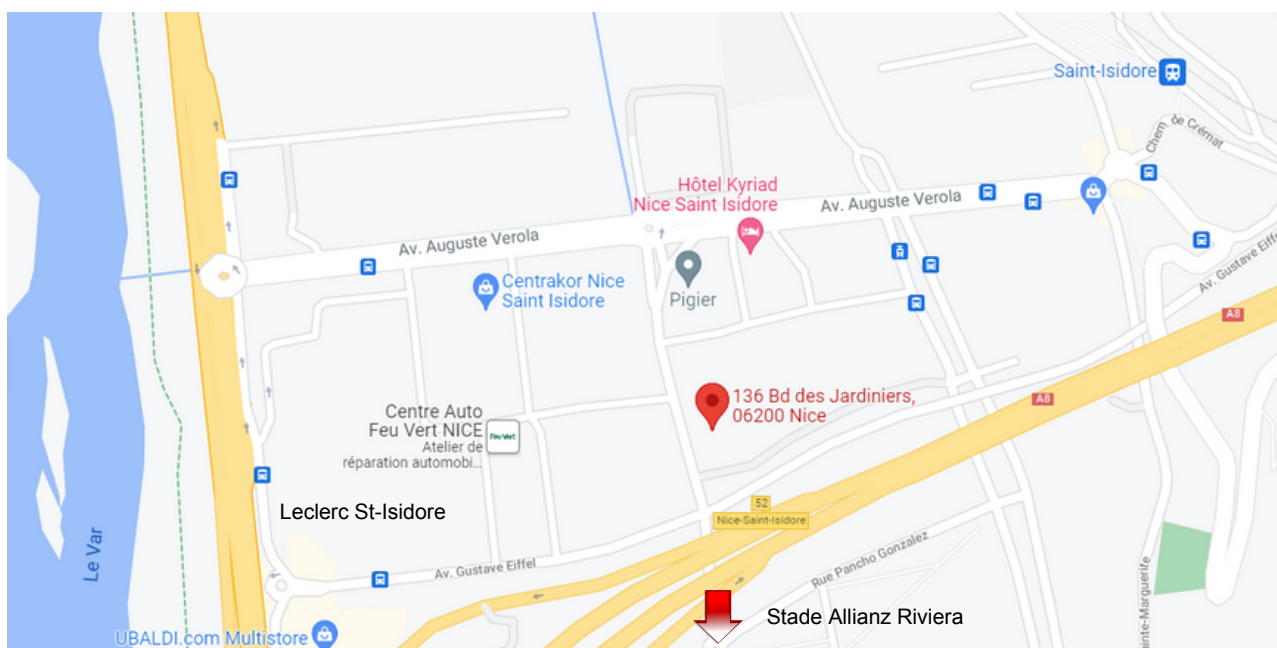 Saint-Isidore
Chem. de Crémat
Hôtel Kyriad
Nice Saint Isidore
Av. Auguste Verola
Av. Auguste Verola
Centrakor Nice
Saint Isidore
Pigier
Av. Gustave Eiffe
A8
136 Bd des Jardiniers,
06200 Nice
A8
Centre Auto
Feu Vert NICE
Atelier de
réparation automobi...
Feu Vert
Leclerc St-Isidore
52
Nice-Saint-Isidore
Le Var
Av. Gustave Eiffel
Rue Pancho Gonzalez
ainte-Marguerite
Stade Allianz Riviera
UBALDI.com Multistore